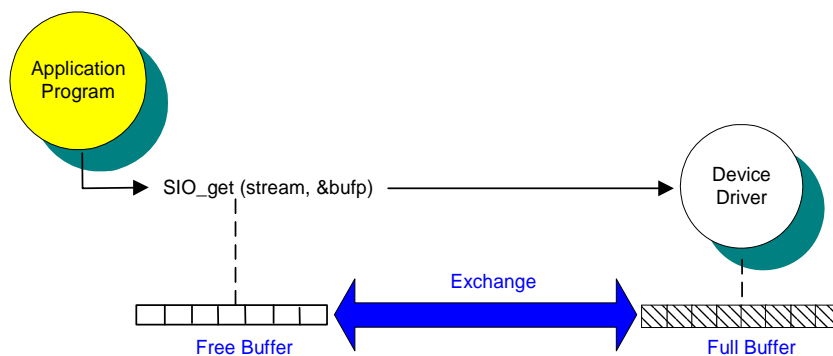 Application
Program
SIO_get (stream, &bufp)
Device
Driver
Exchange
Free Buffer
Full Buffer